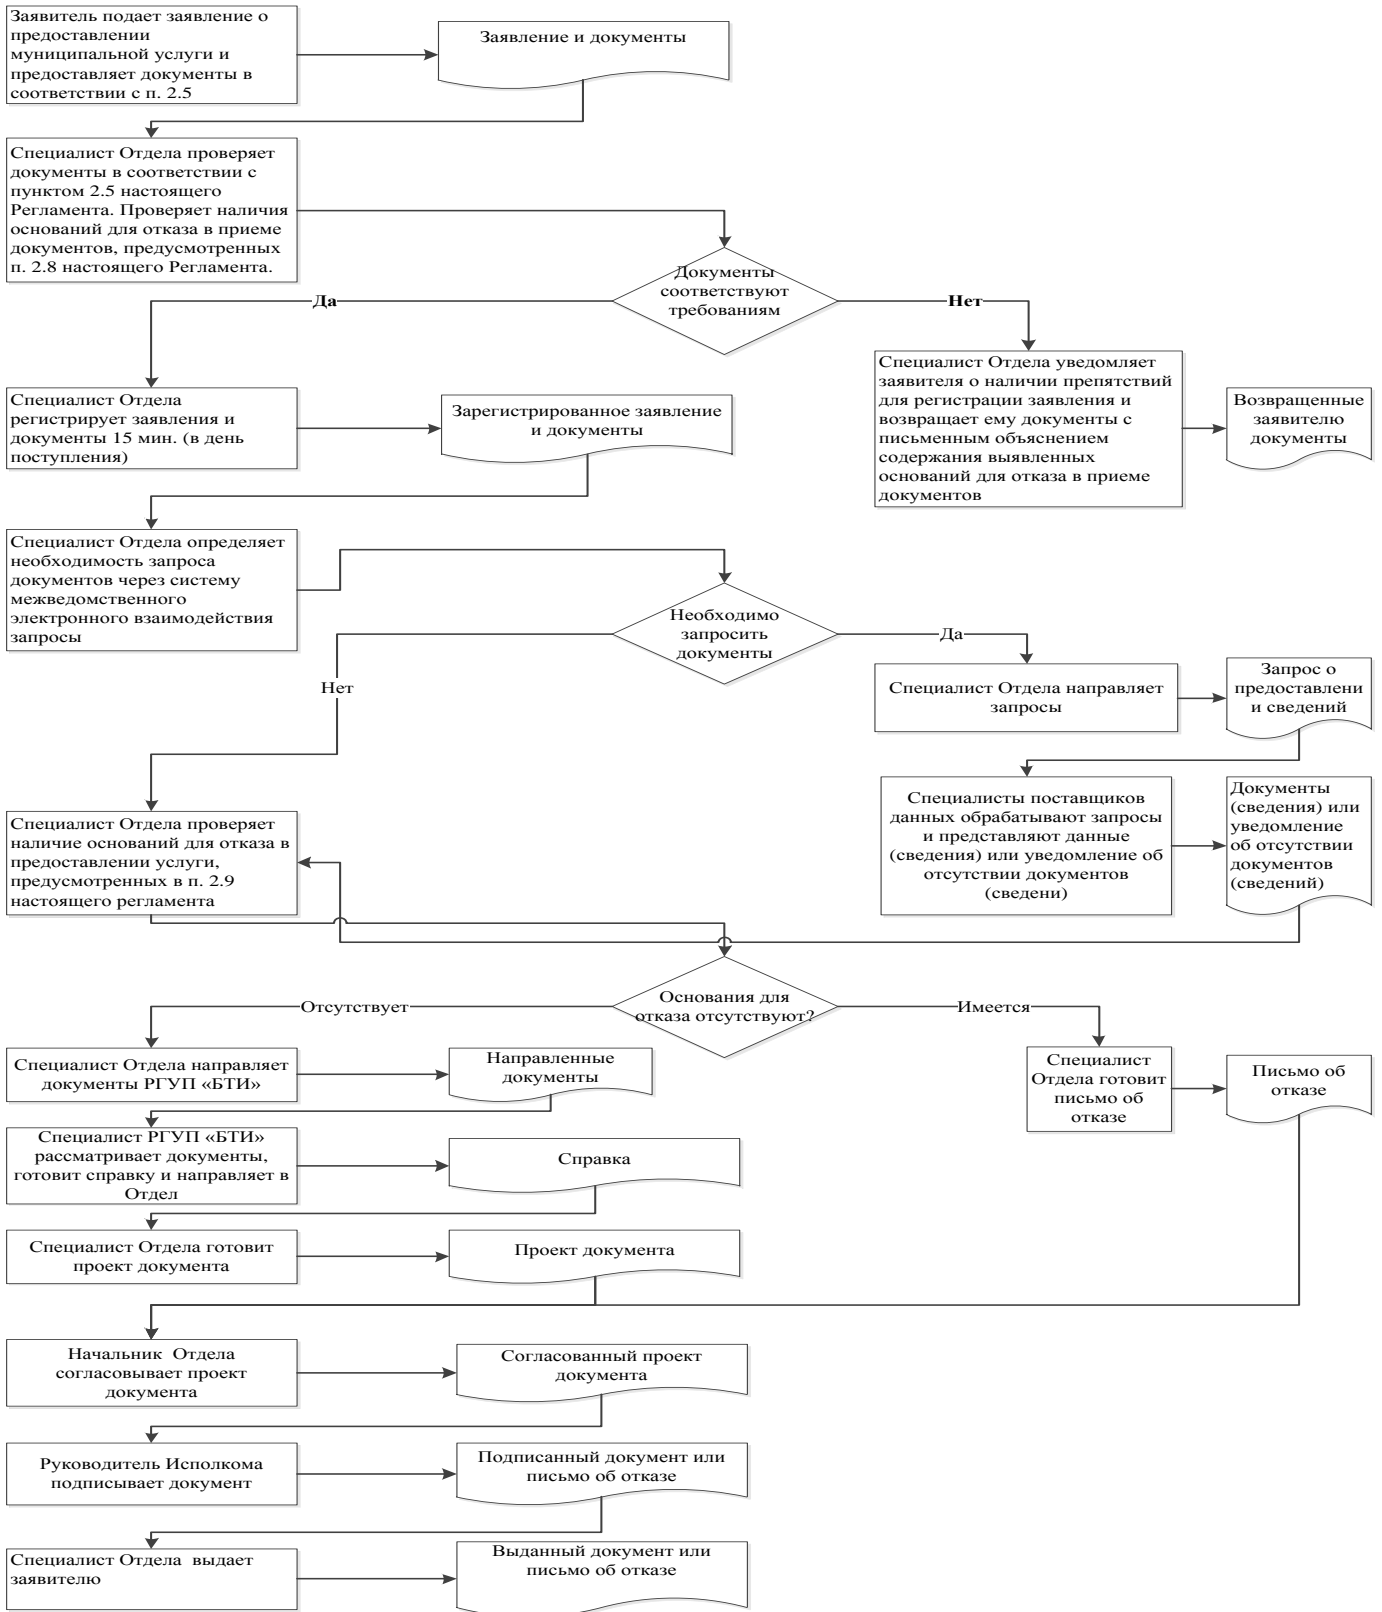 Заявитель подает заявление о
предоставлении
муниципальной услуги и
предоставляет документы в
соответствии с п. 2.5
Заявление и документы
Специалист Отдела проверяет
документы в соответствии с
пунктом 2.5 настоящего
Регламента. Проверяет наличия
оснований для отказа в приеме
документов, предусмотренных
п. 2.8 настоящего Регламента.
Документы
соответствуют
требованиям
Да
Нет
Специалист Отдела
регистрирует заявления и
документы 15 мин. (в день
поступления)
Зарегистрированное заявление
и документы
Специалист Отдела уведомляет
заявителя о наличии препятствий
для регистрации заявления и
возвращает ему документы с
письменным объяснением
содержания выявленных
оснований для отказа в приеме
документов
Возвращенные
заявителю
документы
Специалист Отдела определяет
необходимость запроса
документов через систему
межведомственного
электронного взаимодействия
запросы
Необходимо
запросить
документы
Да
Нет
Специалист Отдела направляет
запросы
Запрос о
предоставлени
и сведений
Специалисты поставщиков
данных обрабатывают запросы
и представляют данные
(сведения) или уведомление об
отсутствии документов
(сведени)
Документы
(сведения) или
уведомление
об отсутствии
документов
(сведений)
Специалист Отдела проверяет
наличие оснований для отказа в
предоставлении услуги,
предусмотренных в п. 2.9
настоящего регламента
Основания для
отказа отсутствуют?
Отсутствует
Имеется
Специалист Отдела направляет
документы РГУП «БТИ»
Направленные
документы
Специалист
Отдела готовит
письмо об
отказе
Письмо об
отказе
Специалист РГУП «БТИ»
рассматривает документы,
готовит справку и направляет в
Отдел
Справка
Специалист Отдела готовит
проект документа
Проект документа
Начальник  Отдела
согласовывает проект
документа
Согласованный проект
документа
Руководитель Исполкома
подписывает документ
Подписанный документ или
письмо об отказе
Специалист Отдела  выдает
заявителю
Выданный документ или
письмо об отказе